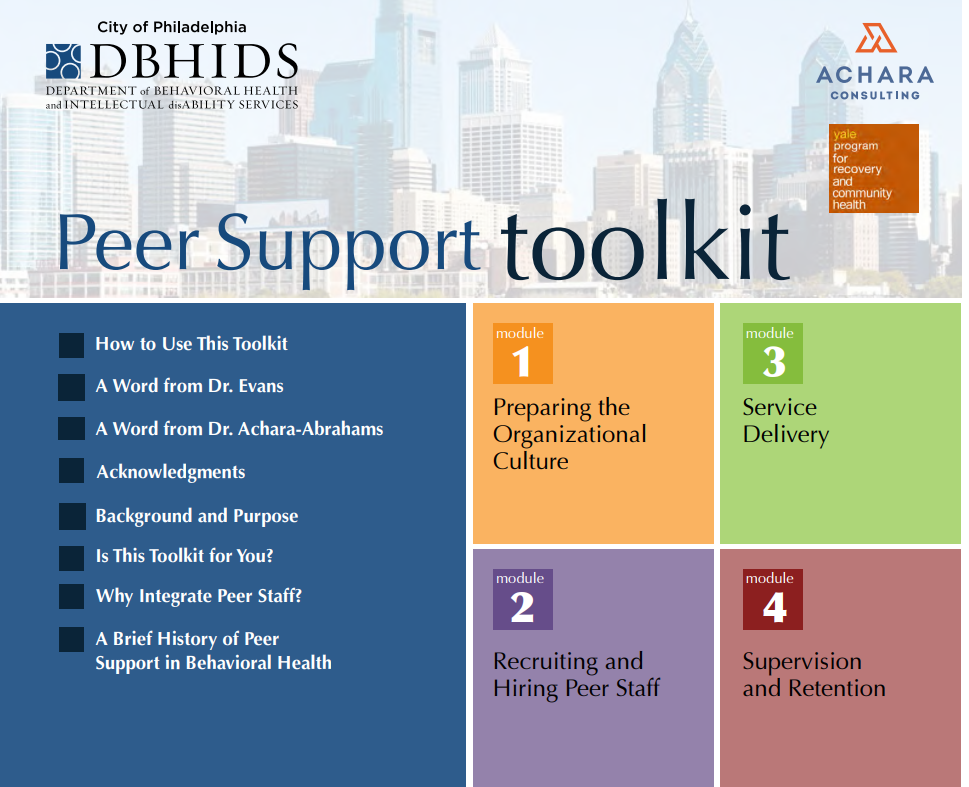 City of Philadelphia
DBHIDS
DEPARTMENT of BEHAVIORAL HEALTH
and INTELLECTUAL disABILITY SERVICES
ACHARA
CONSULTING
yale
program
for
recovery
and
community
health
Peer Support toolkit
How to Use This Toolkit
A Word from Dr. Evans
A Word from Dr. Achara-Abrahams
Acknowledgments
Background and Purpose
Is This Toolkit for You?
Why Integrate Peer Staff?
A Brief History of Peer
Support in Behavioral Health
module
1
Preparing the
Organizational
Culture
module
2
Recruiting and
Hiring Peer Staff
module
3
Service
Delivery
module
4
Supervision
and Retention